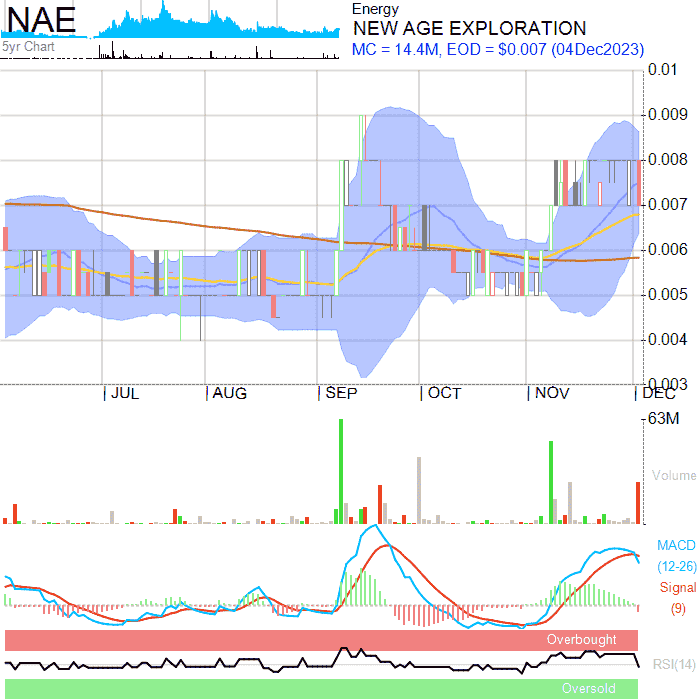 NAE
Energy
NEW AGE EXPLORATION
5yr Chart
MC = 14.4M, EOD = $0.007 (04Dec2023)
0.01
0.009
0.008
0.007
0.006
0.005
0.004
0.003
JUL
AUG
SEP
OCT
NOV
DEC
63M
Volume
MACD
(12-26)
Signal
(9)
Overbought
RSI(14)
Oversold